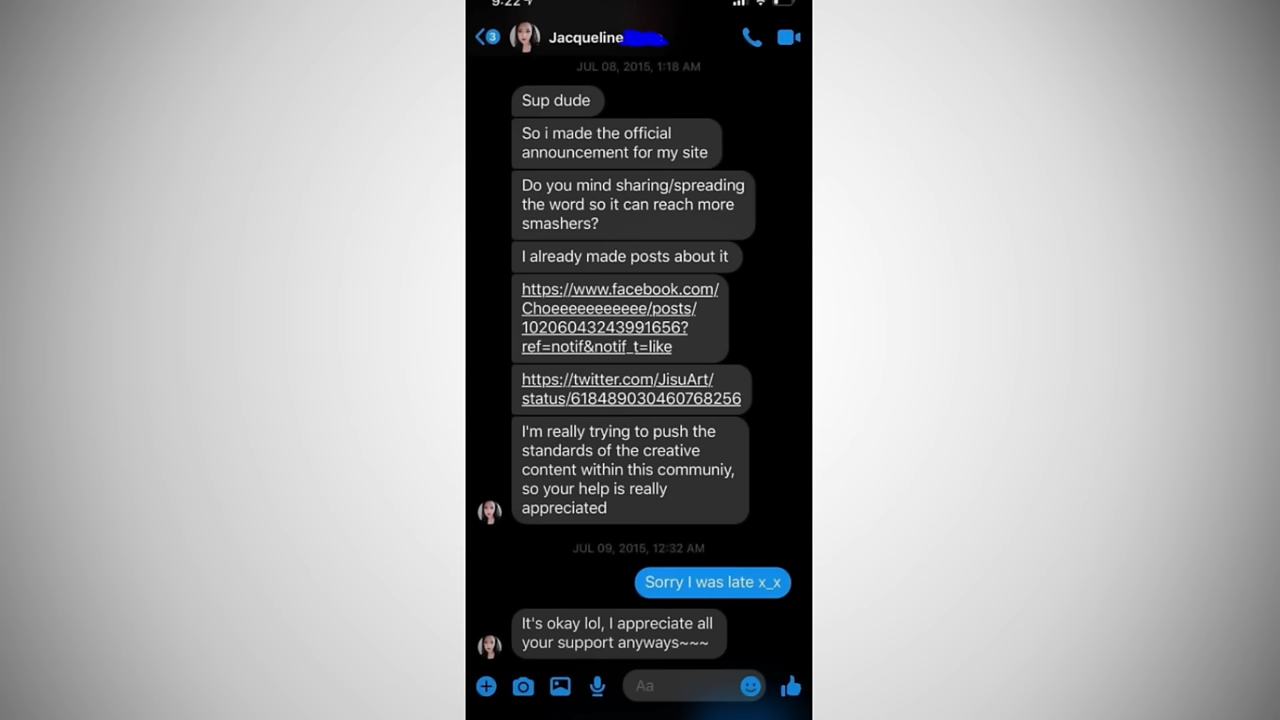 9:22
3
Jacqueline
JUL 08, 2015, 1:18 AM
Sup dude
So i made the official
announcement for my site
Do you mind sharing/spreading
the word so it can reach more
smashers?
I already made posts about it
https://www.facebook.com/
Choeeeeeeeeeee/posts/
10206043243991656?
ref=notif&notif_t=like
https://twitter.com/JisuArt/
status/618489030460768256
I'm really trying to push the
standards of the creative
content within this communiy,
so your help is really
appreciated
JUL 09, 2015, 12:32 AM
Sorry I was late x_x
It's okay lol, I appreciate all
your support anyways~~~
Aa